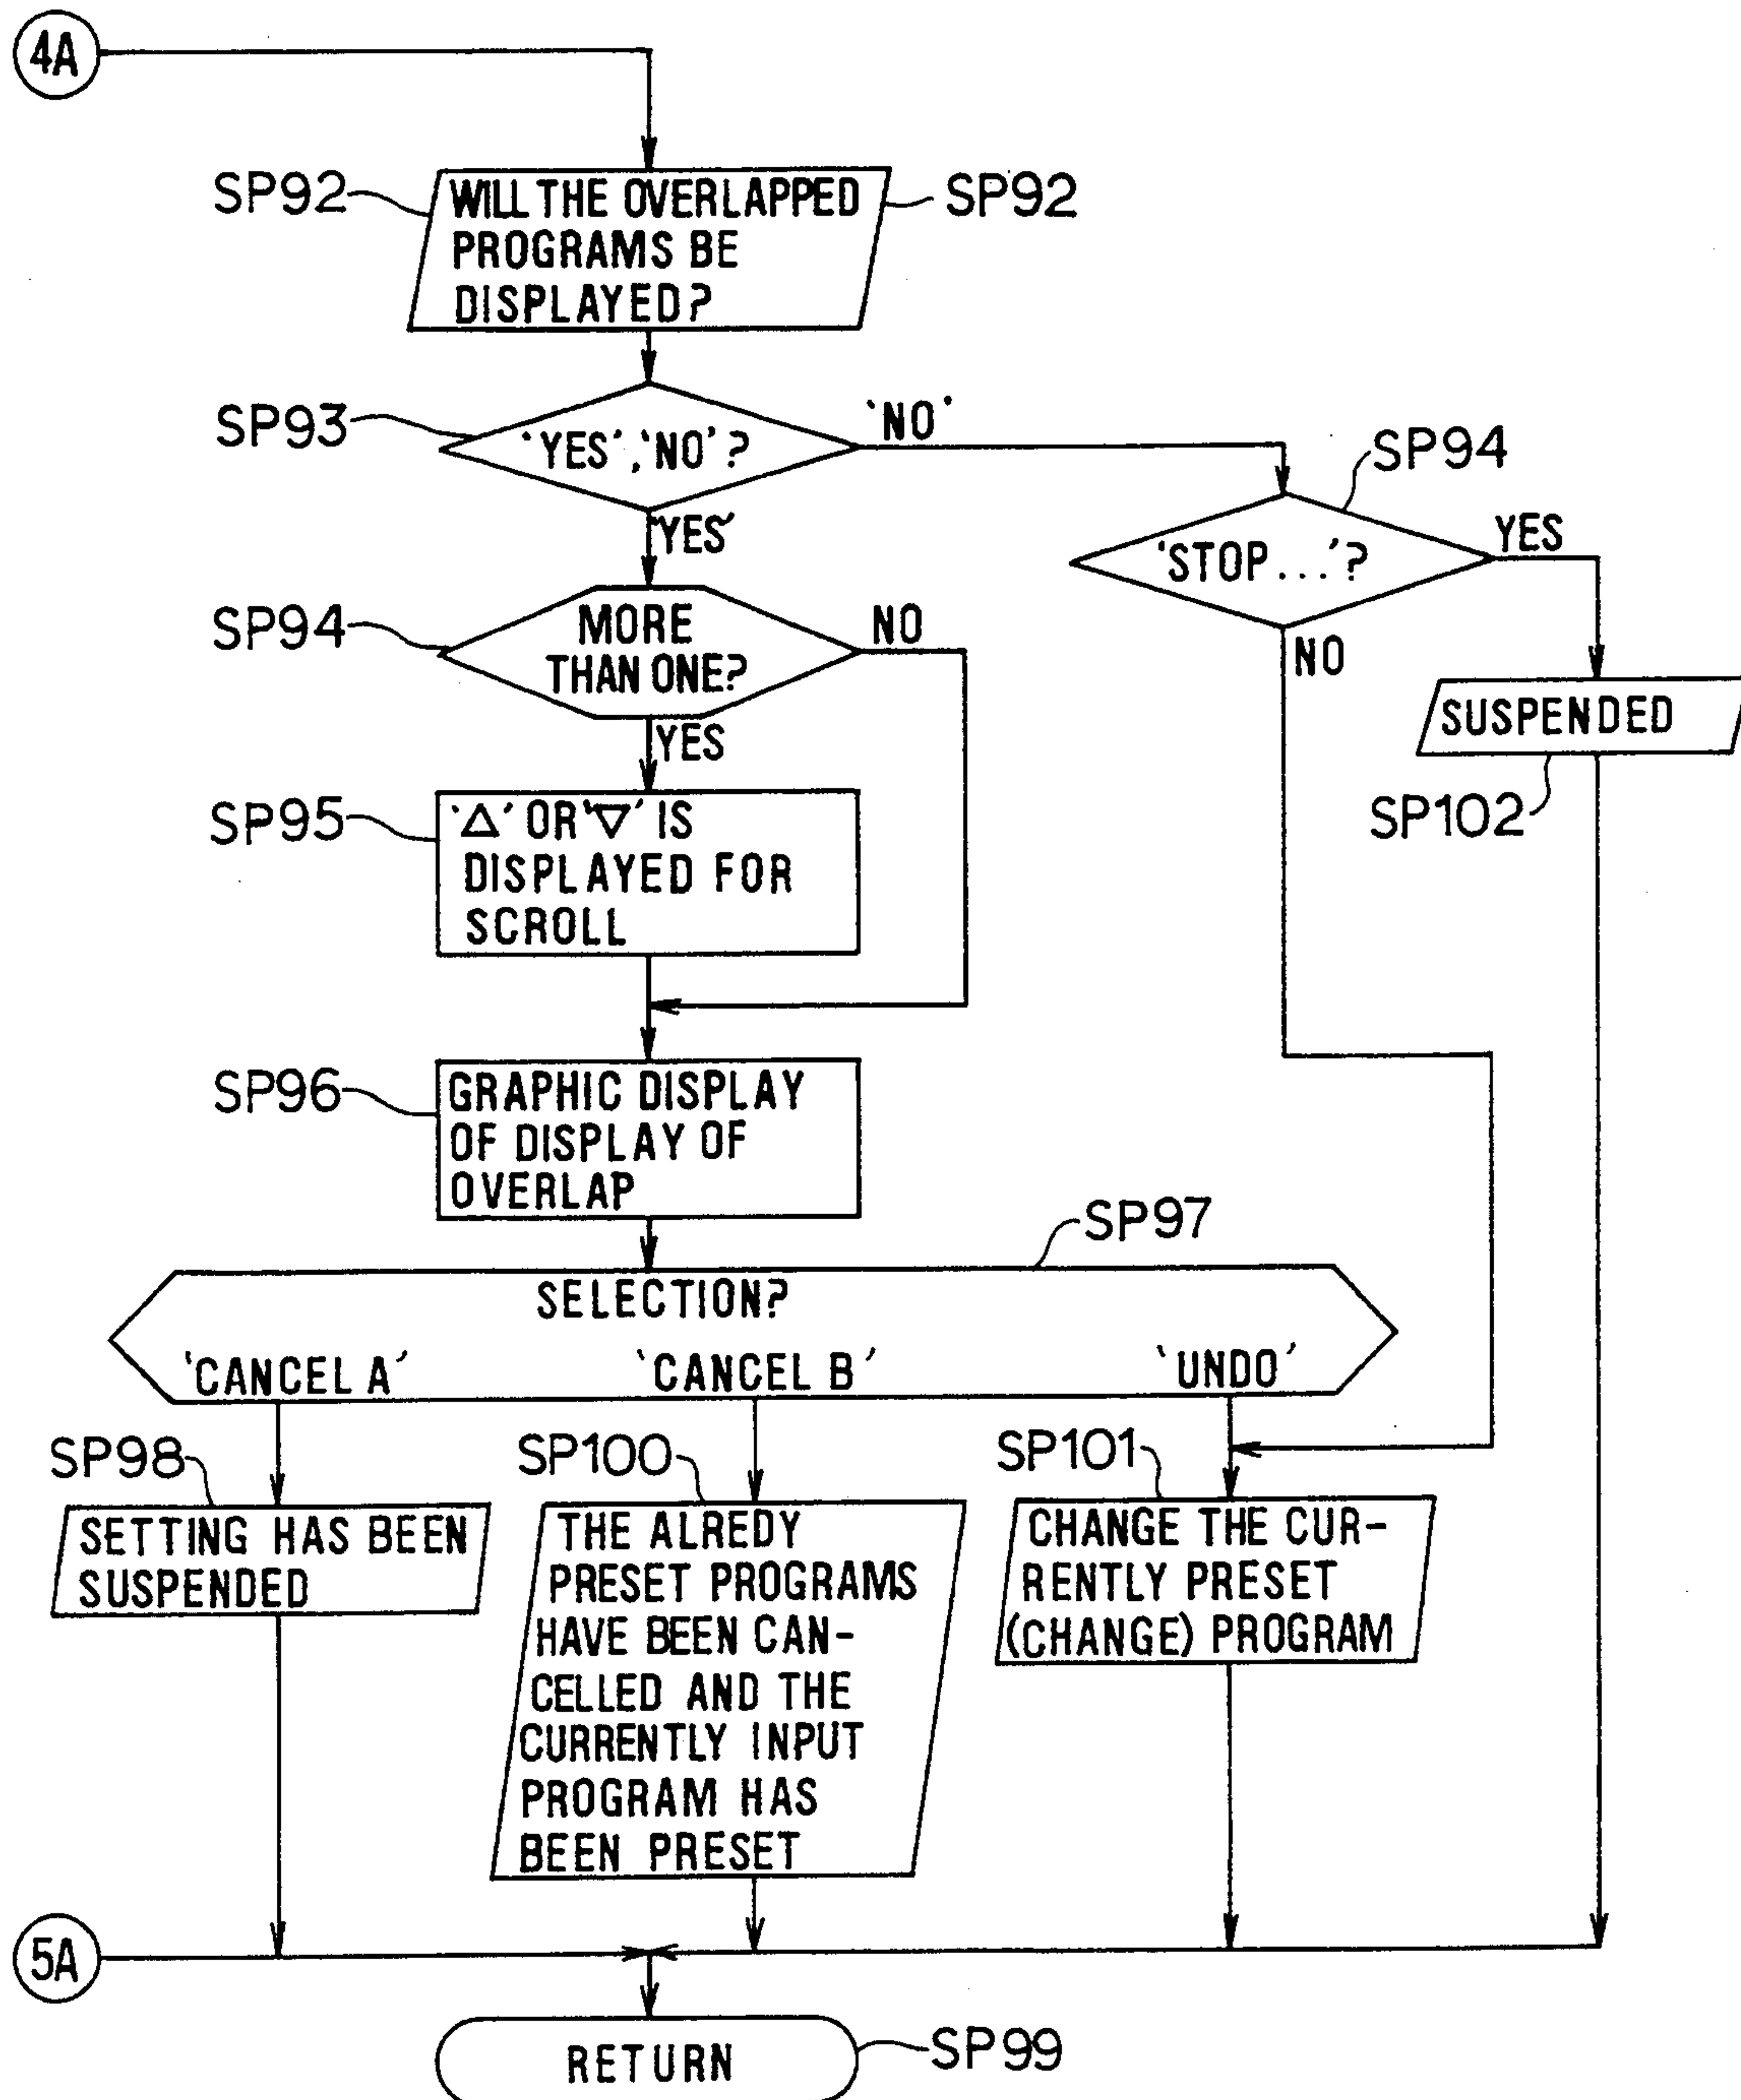 4A
SP92
WILL THE OVERLAPPED
PROGRAMS BE
DISPLAYED?
SP92
SP93
'YES','NO'?
'NO'
'YES'
SP94
'STOP...'?
YES
NO
SP94
MORE
THAN ONE?
NO
YES
SUSPENDED
SP102
SP95
'△' OR '▽' IS
DISPLAYED FOR
SCROLL
SP96
GRAPHIC DISPLAY
OF DISPLAY OF
OVERLAP
SP97
SELECTION?
'CANCEL A'
'CANCEL B'
'UNDO'
SP98
SETTING HAS BEEN
SUSPENDED
SP100
THE ALREDY
PRESET PROGRAMS
HAVE BEEN CAN-
CELLED AND THE
CURRENTLY INPUT
PROGRAM HAS
BEEN PRESET
SP101
CHANGE THE CUR-
RENTLY PRESET
(CHANGE) PROGRAM
5A
RETURN
SP99